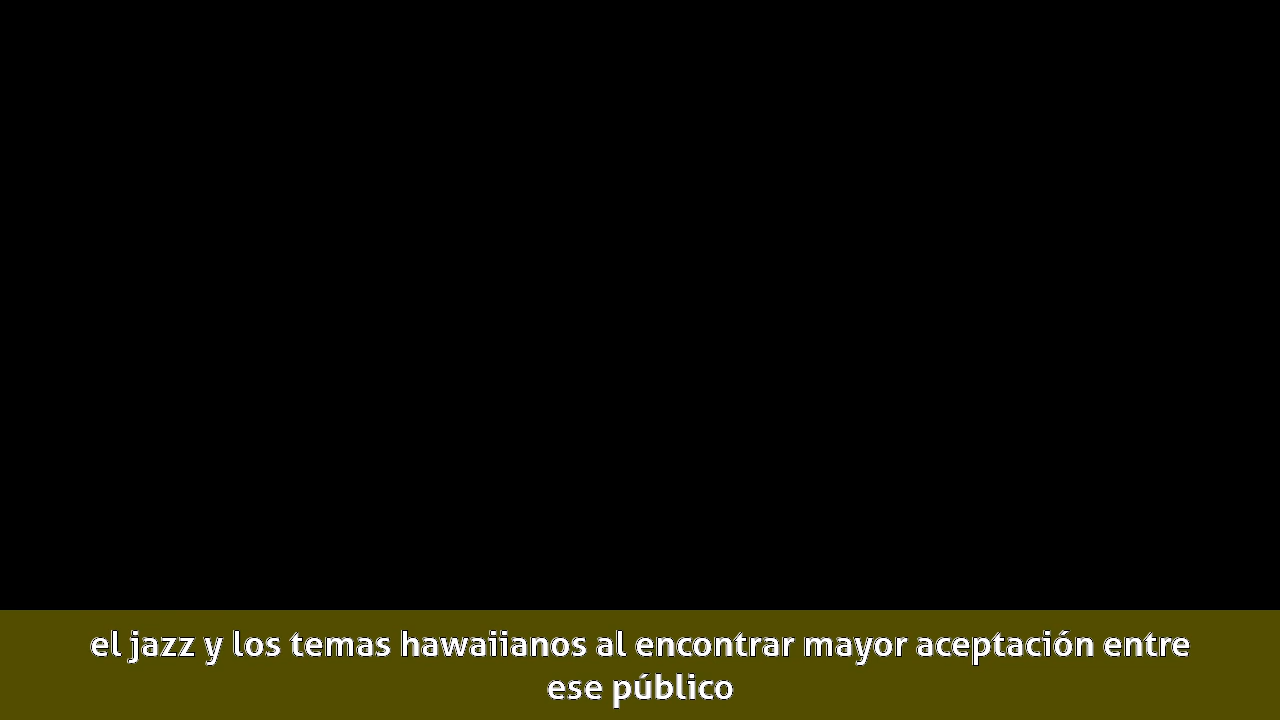 el jazz y los temas hawaiianos al encontrar mayor aceptación entre
ese público